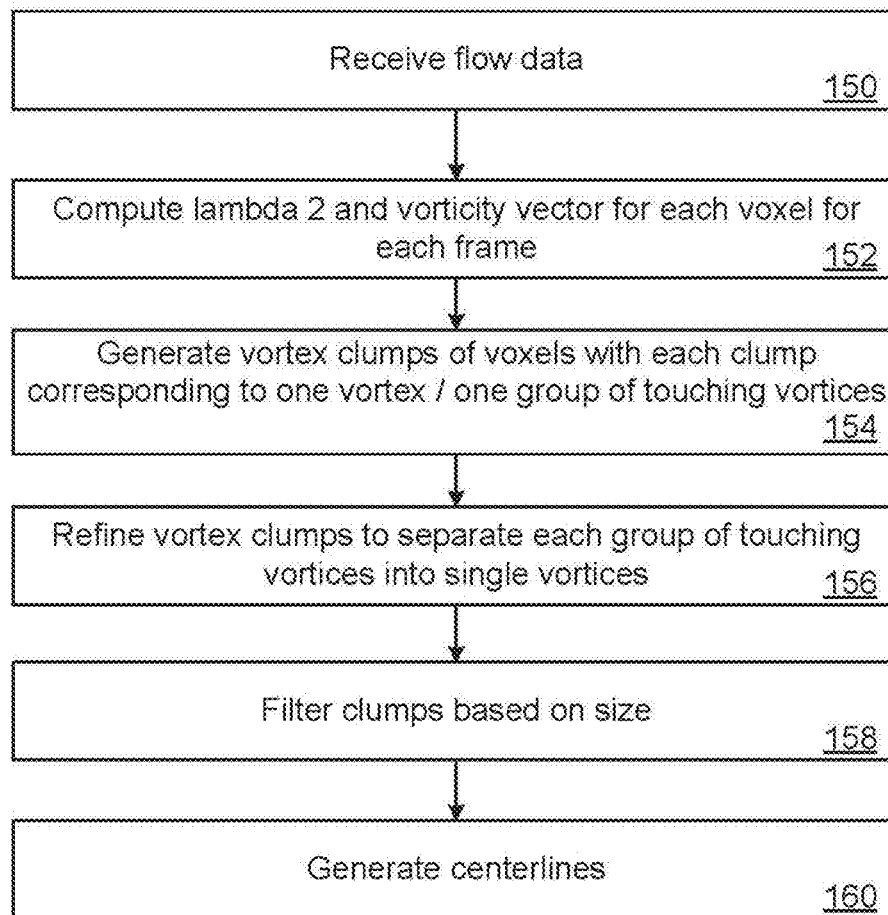 Receive flow data
150
Compute lambda 2 and vorticity vector for each voxel for
each frame
152
Generate vortex clumps of voxels with each clump
corresponding to one vortex / one group of touching vortices
154
Refine vortex clumps to separate each group of touching
vortices into single vortices
156
Filter clumps based on size
158
Generate centerlines
160